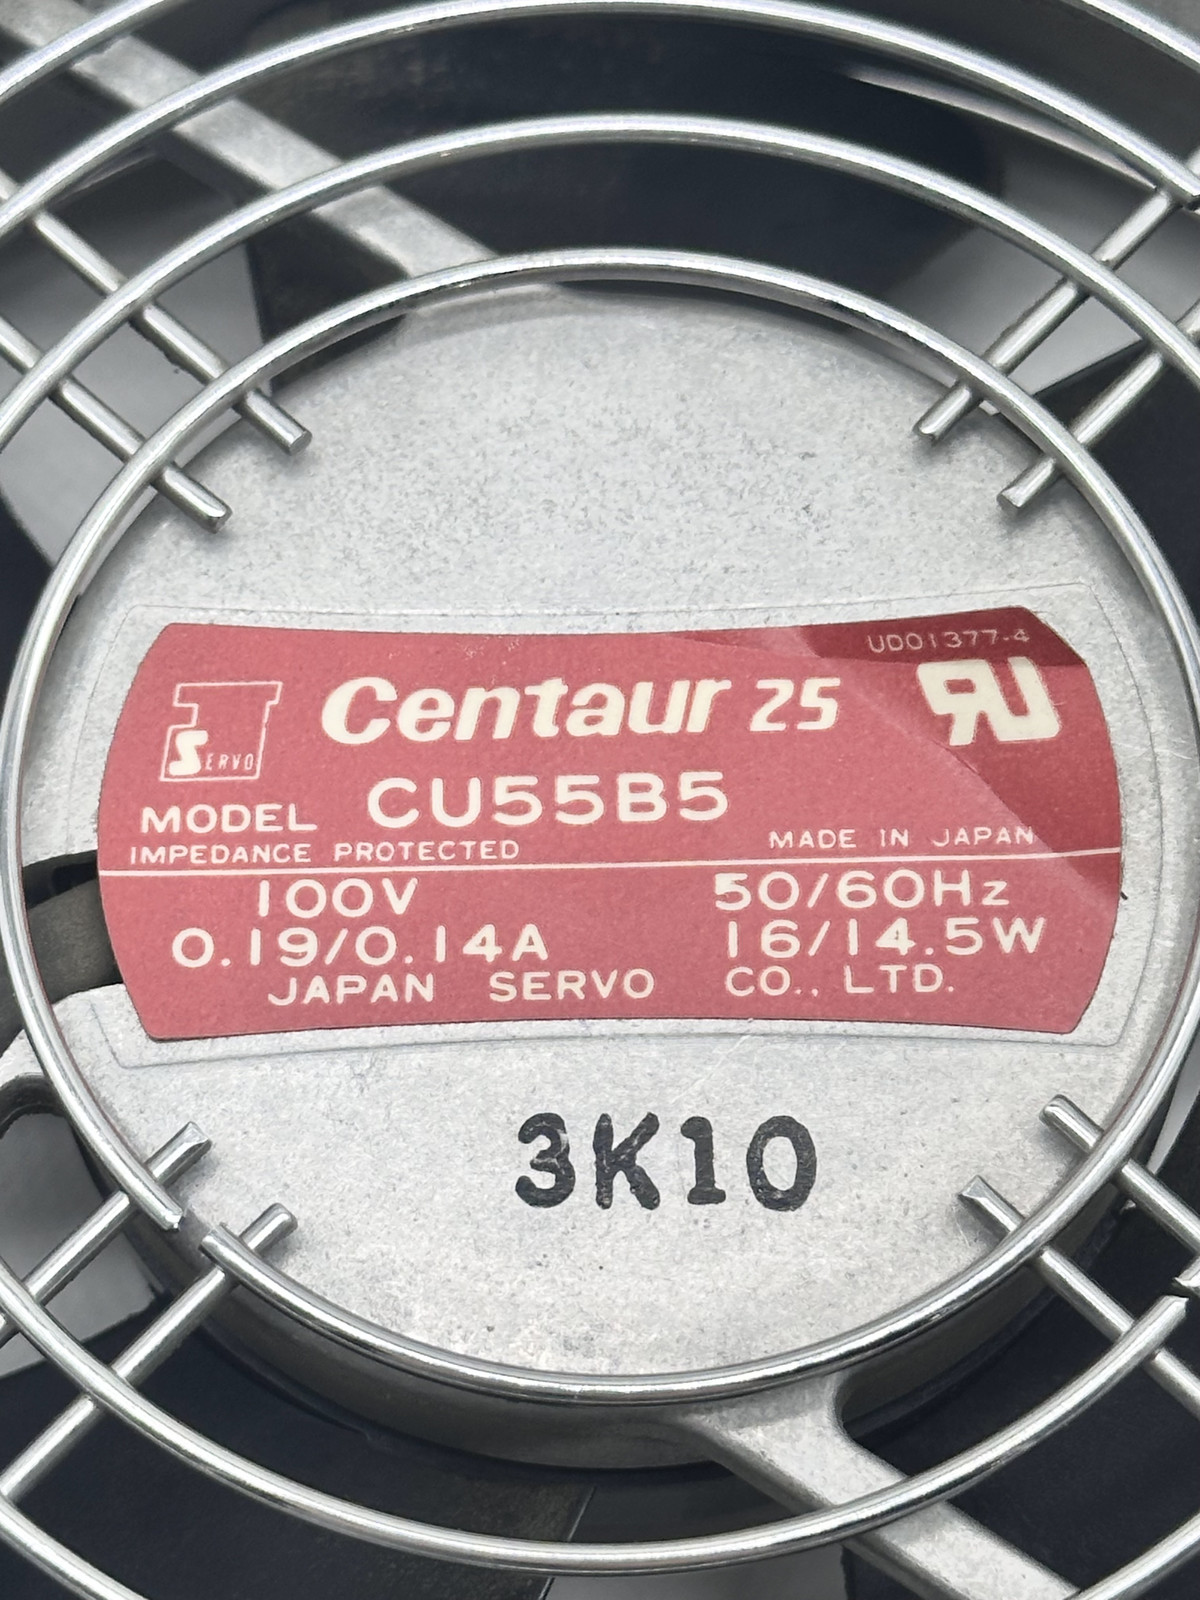 UD01377-4
SERVO
Centaur 25
MODEL CU55B5
IMPEDANCE PROTECTED MADE IN JAPAN
100V 50/60Hz
0.19/0.14A 16/14.5W
JAPAN SERVO CO., LTD.
3K10